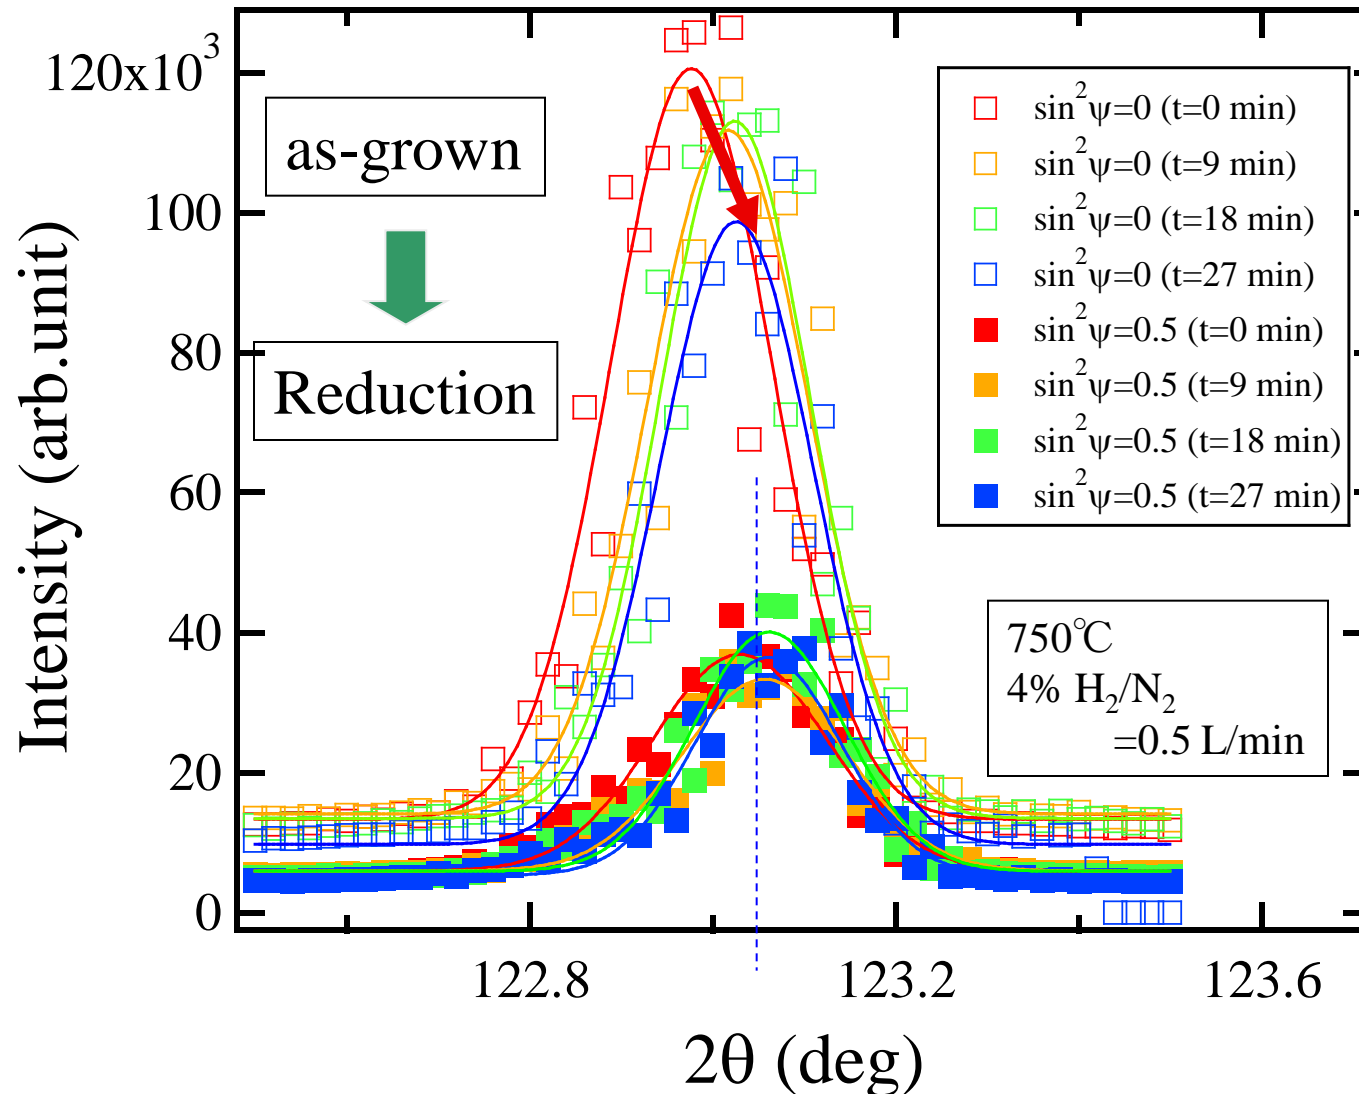 120x10³
100
80
60
40
20
0
Intensity (arb.unit)
as-grown
Reduction
sin²ψ=0 (t=0 min)
sin²ψ=0 (t=9 min)
sin²ψ=0 (t=18 min)
sin²ψ=0 (t=27 min)
sin²ψ=0.5 (t=0 min)
sin²ψ=0.5 (t=9 min)
sin²ψ=0.5 (t=18 min)
sin²ψ=0.5 (t=27 min)
750℃
4% H₂/N₂
=0.5 L/min
122.8
123.2
123.6
2θ (deg)